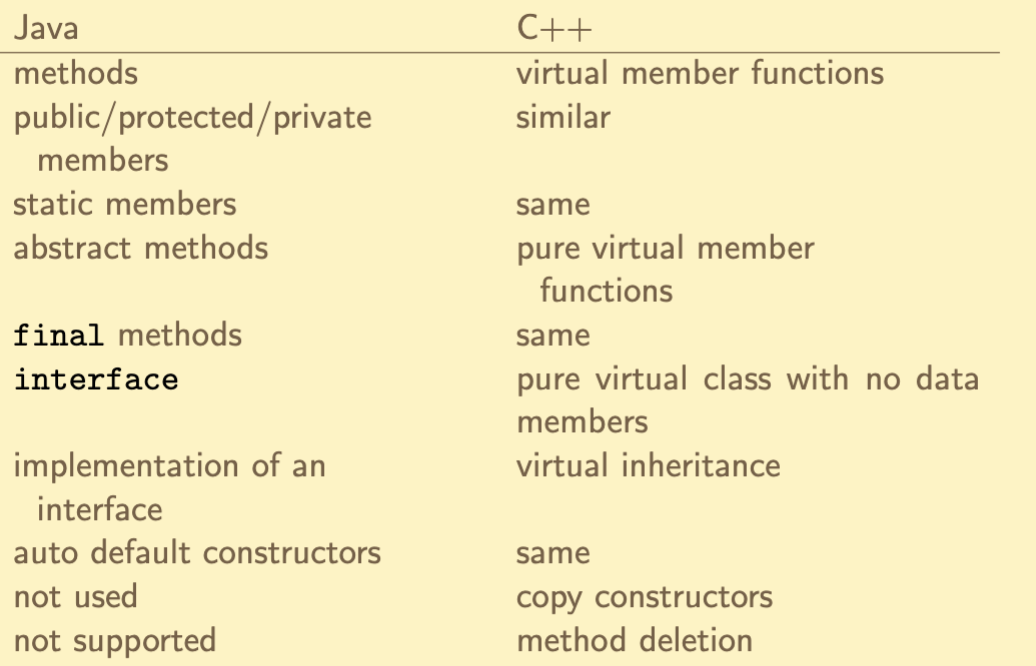 Java C++
methods virtual member functions
public/protected/private similar
members
static members same
abstract methods pure virtual member
functions
final methods same
interface pure virtual class with no data
members
implementation of an virtual inheritance
interface
auto default constructors same
not used copy constructors
not supported method deletion